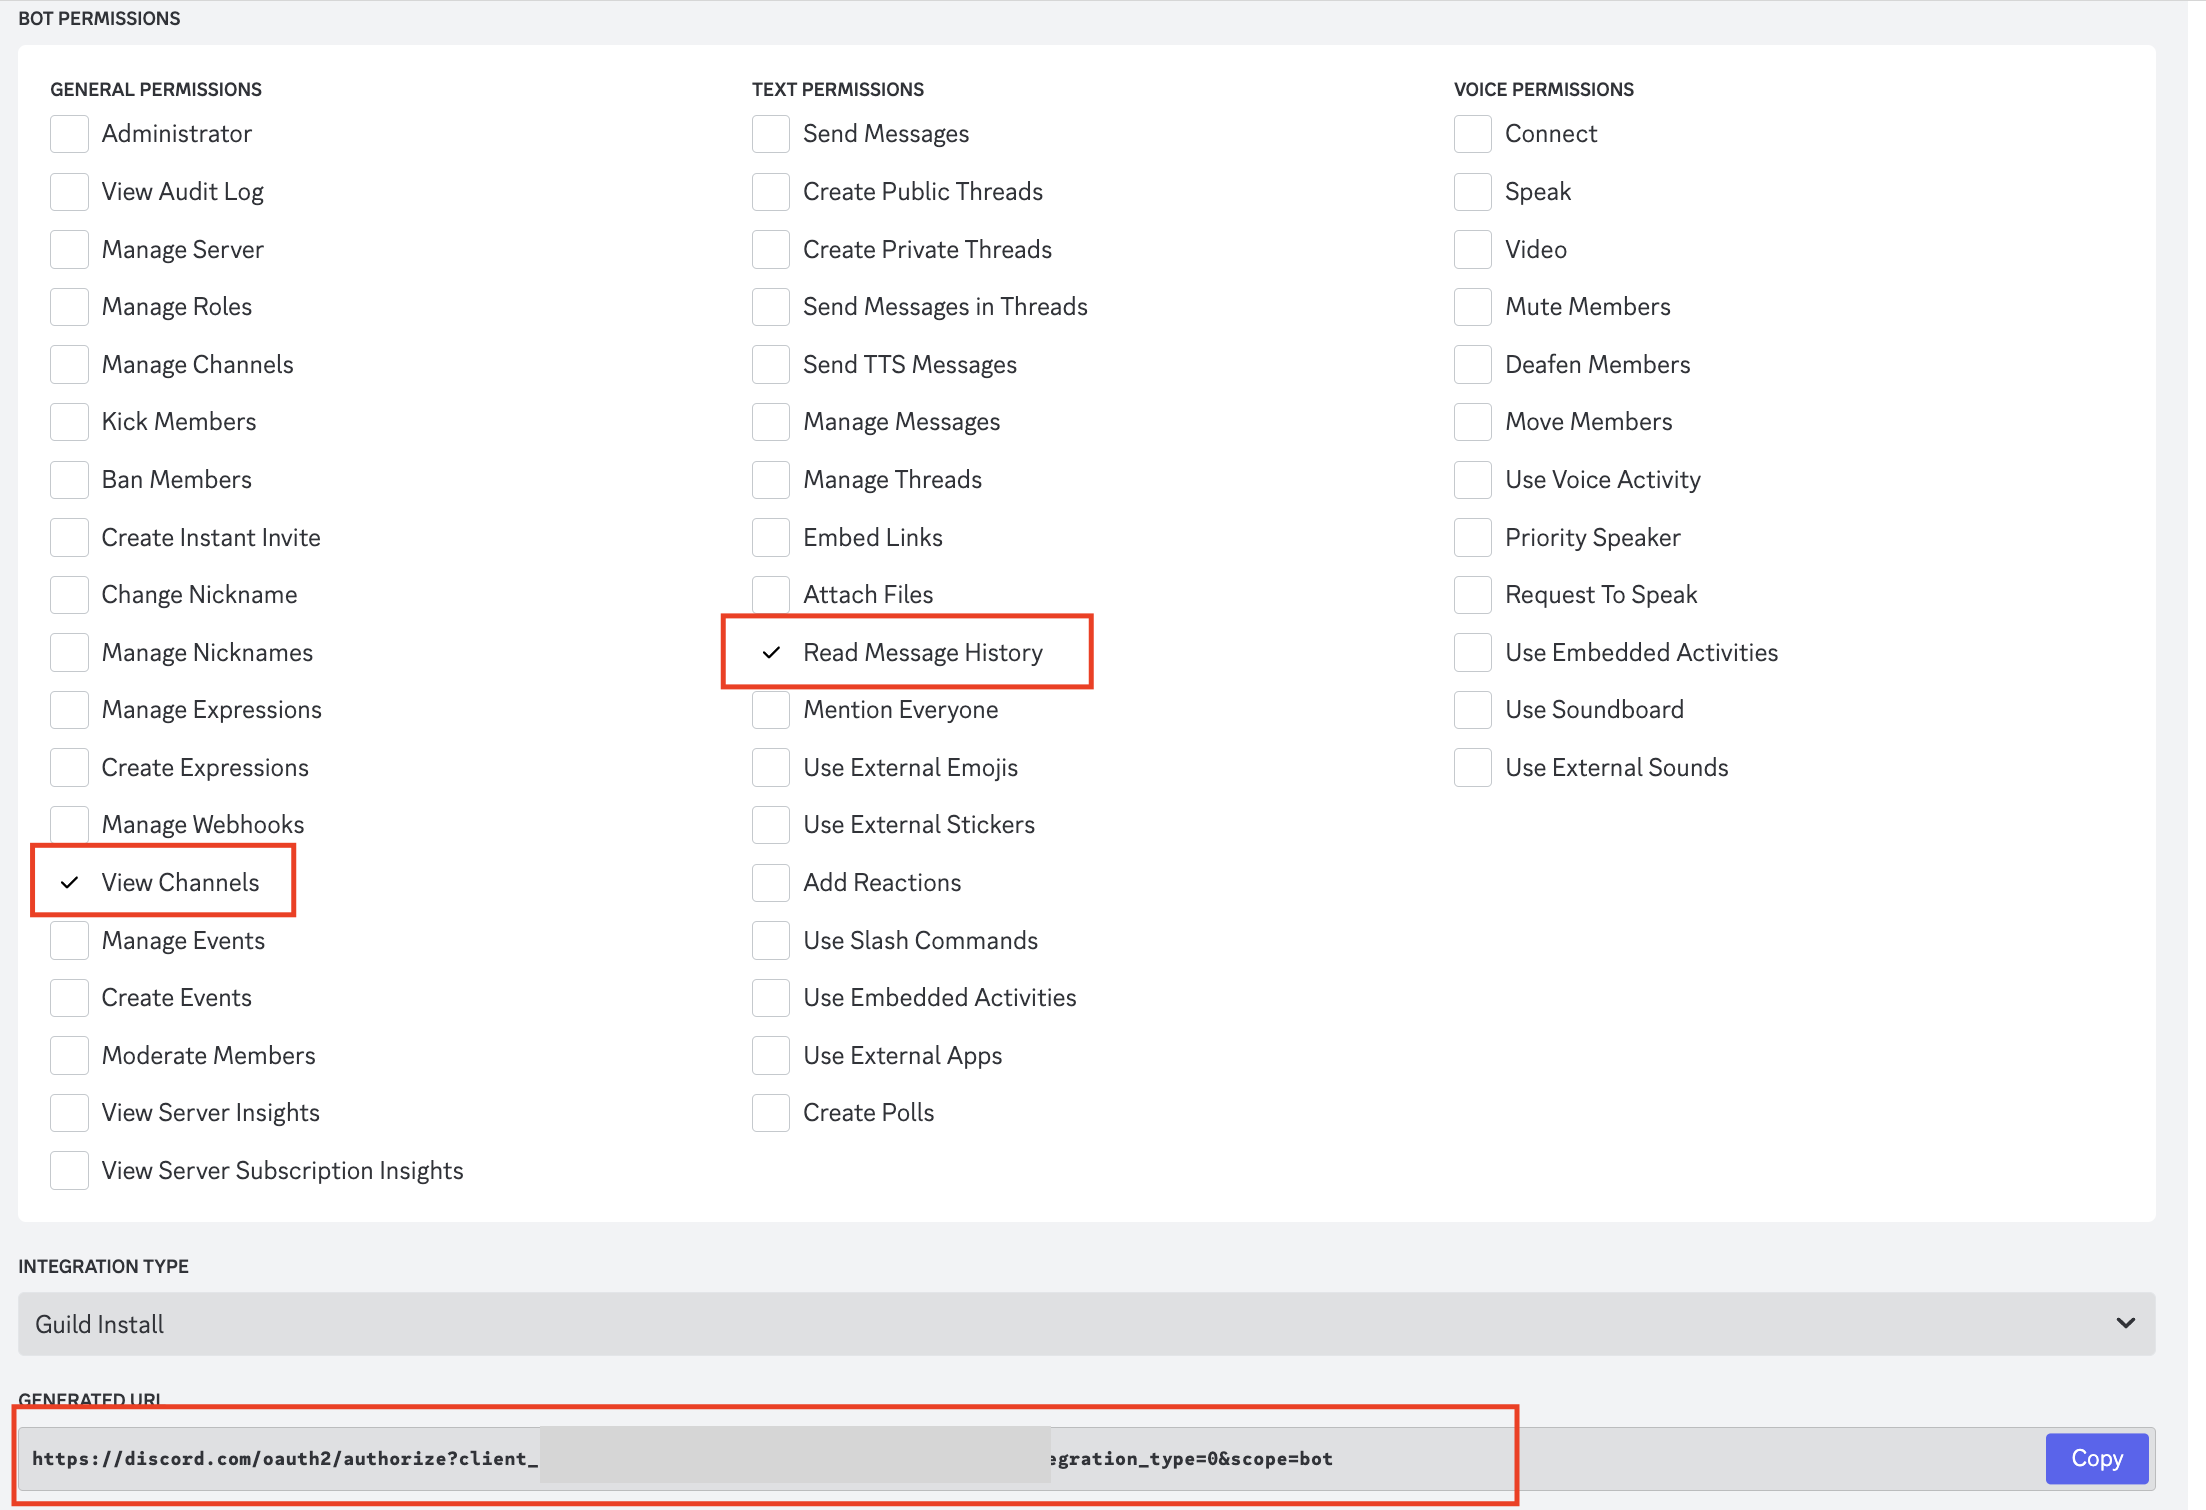 BOT PERMISSIONS
GENERAL PERMISSIONS
Administrator
View Audit Log
Manage Server
Manage Roles
Manage Channels
Kick Members
Ban Members
Create Instant Invite
Change Nickname
Manage Nicknames
Manage Expressions
Create Expressions
Manage Webhooks
View Channels
Manage Events
Create Events
Moderate Members
View Server Insights
View Server Subscription Insights
TEXT PERMISSIONS
Send Messages
Create Public Threads
Create Private Threads
Send Messages in Threads
Send TTS Messages
Manage Messages
Manage Threads
Embed Links
Attach Files
Read Message History
Mention Everyone
Use External Emojis
Use External Stickers
Add Reactions
Use Slash Commands
Use Embedded Activities
Use External Apps
Create Polls
VOICE PERMISSIONS
Connect
Speak
Video
Mute Members
Deafen Members
Move Members
Use Voice Activity
Priority Speaker
Request To Speak
Use Embedded Activities
Use Soundboard
Use External Sounds
INTEGRATION TYPE
Guild Install
GENERATED URL
https://discord.com/oauth2/authorize?client_ egration_type=0&scope=bot
Copy